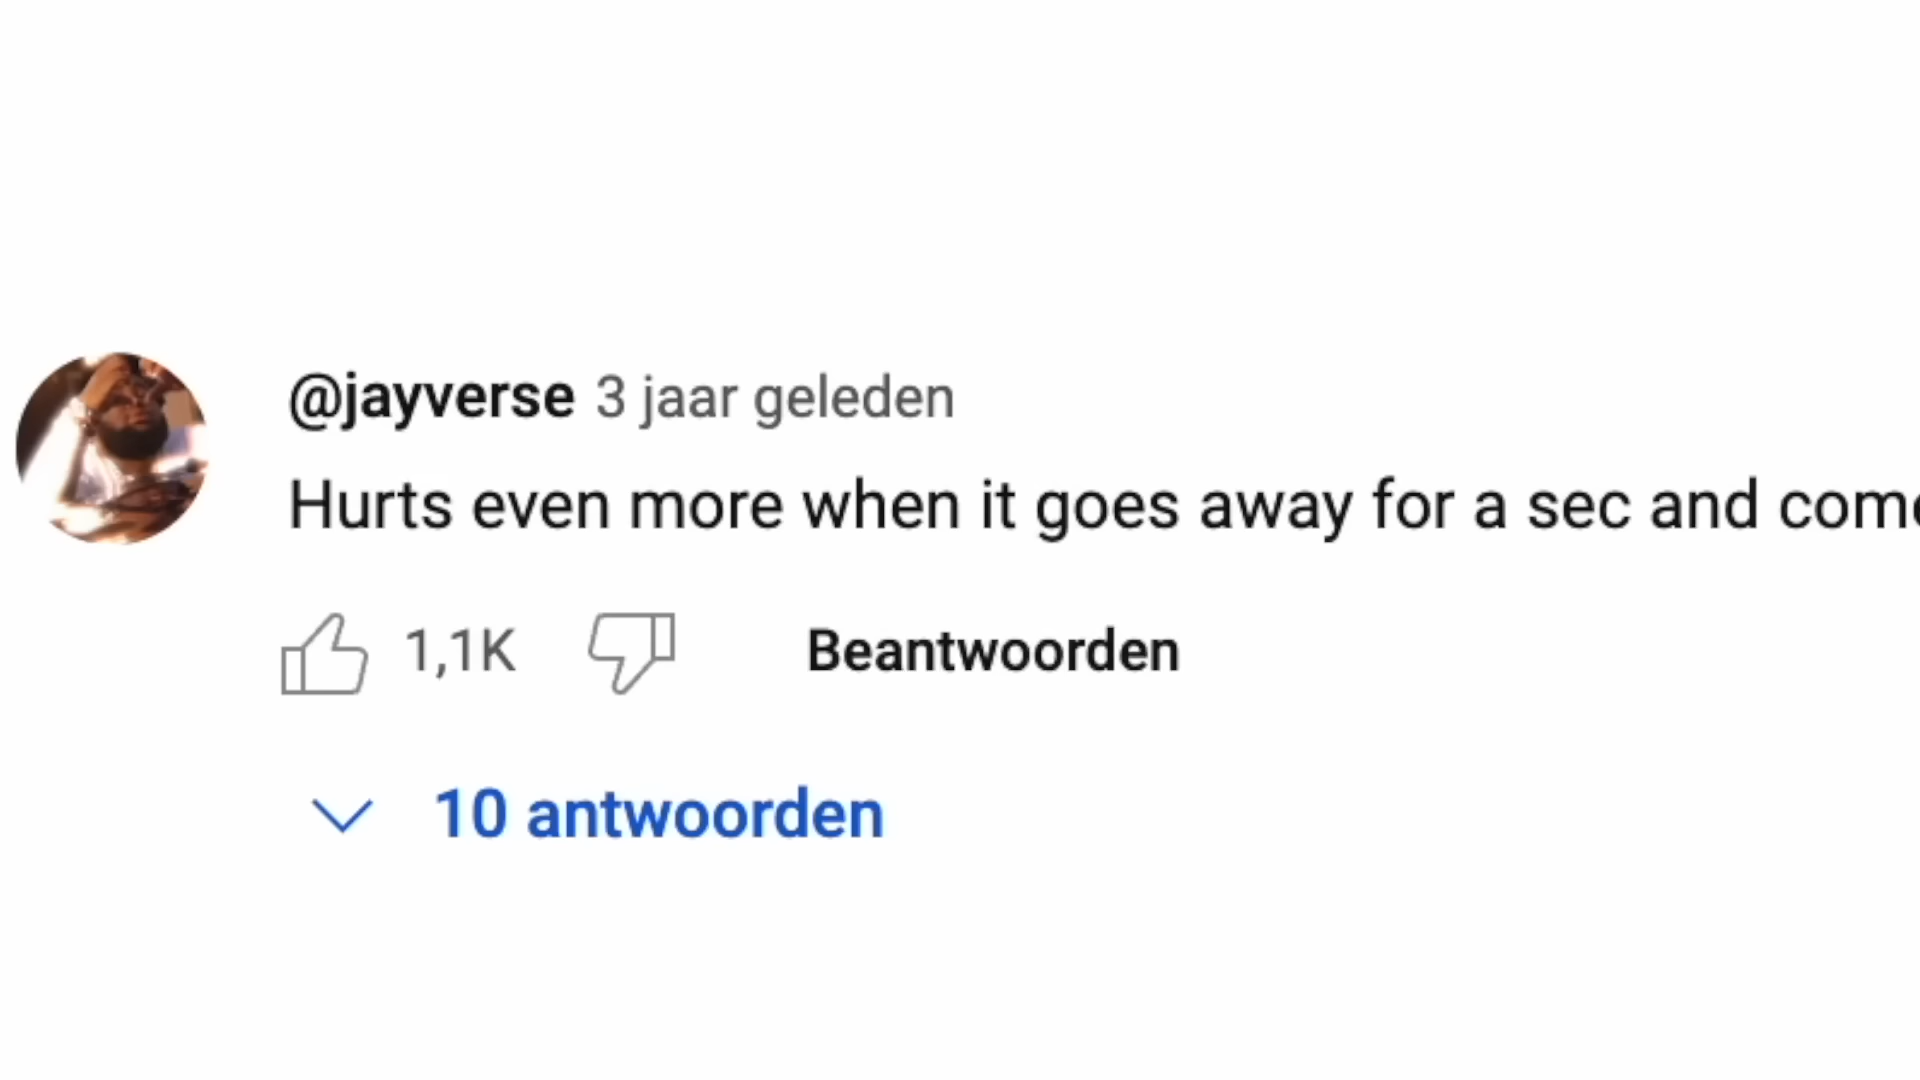 @jayverse 3 jaar geleden
Hurts even more when it goes away for a sec and
1,1K Beantwoorden
10 antwoorden